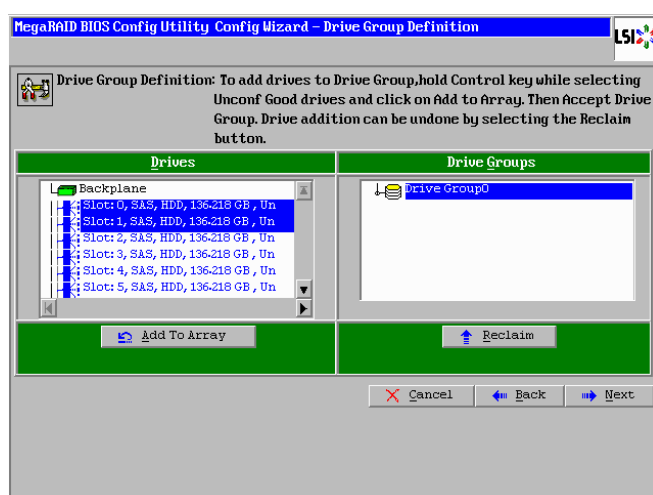 MegaRAID BIOS Config Utility Config Wizard – Drive Group Definition
LSI
Drive Group Definition: To add drives to Drive Group,hold Control key while selecting
Unconf Good drives and click on Add to Array. Then Accept Drive
Group. Drive addition can be undone by selecting the Reclaim
button.
Drives
Drive Groups
Backplane
Slot: 0, SAS, HDD, 136.218 GB , Un
Slot: 1, SAS, HDD, 136.218 GB , Un
Slot: 2, SAS, HDD, 136.218 GB , Un
Slot: 3, SAS, HDD, 136.218 GB , Un
Slot: 4, SAS, HDD, 136.218 GB , Un
Slot: 5, SAS, HDD, 136.218 GB , Un
Drive Group0
Add To Array
Reclaim
Cancel
Back
Next